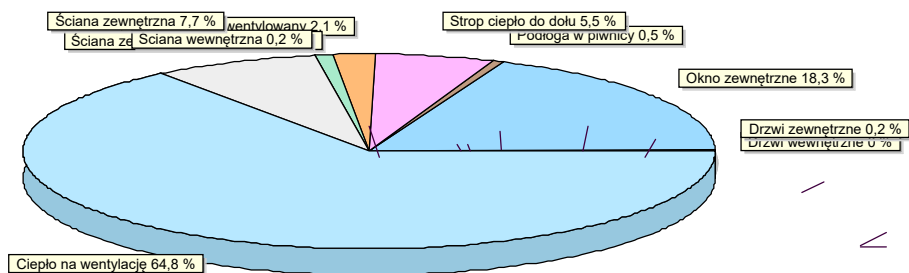 Ściana zewnętrzna 7,7 %
wentylowany 2,1 %
Ściana
Ściana wewnętrzna 0,2 %
Strop ciepło do dołu 5,5 %
Podłoga w piwnicy 0,5 %
Okno zewnętrzne 18,3 %
Drzwi zewnętrzne 0,2 %
Drzwi wewnętrzne 0 %
Ciepło na wentylację 64,8 %